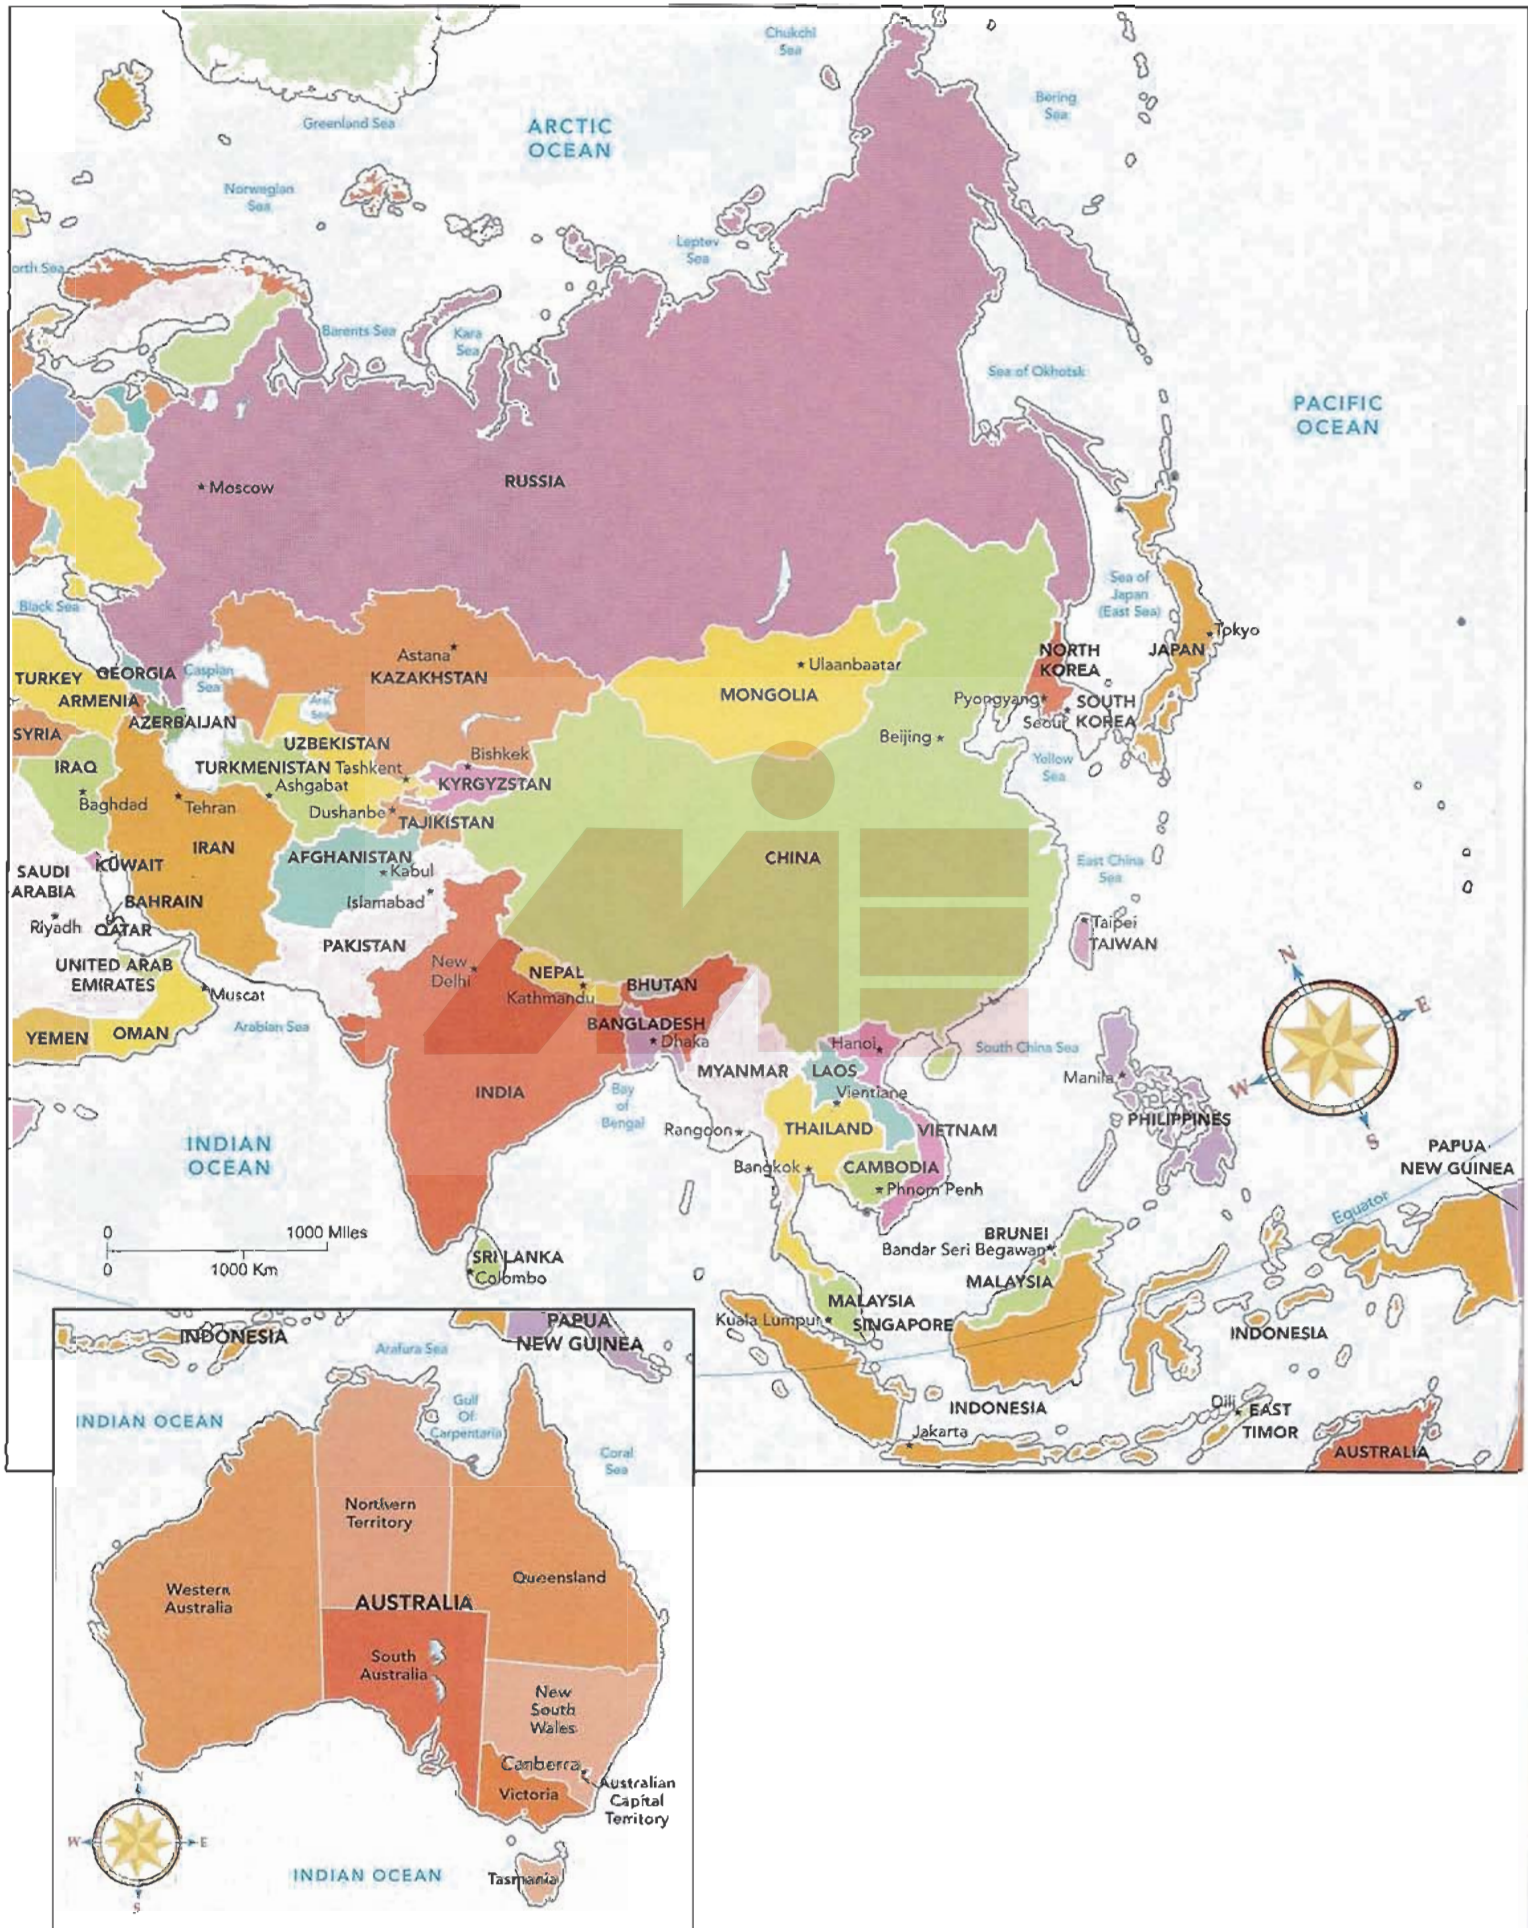 Chukchi
Sea
Bering
Sea
Greenland Sea
ARCTIC
OCEAN
Norwegian
Sea
Leptev
Sea
orth Sea
Barents Sea
Kara
Sea
Sea of Okhotsk
PACIFIC
OCEAN
Moscow
RUSSIA
Black Sea
Sea of
Japan
(East Sea)
Tokyo
JAPAN
NORTH
KOREA
Pyongyang
SOUTH
KOREA
Seoul
Astana
KAZAKHSTAN
Ulaanbaatar
MONGOLIA
TURKEY
GEORGIA
Caspian
Sea
ARMENIA
AZERBAIJAN
Aral
Sea
SYRIA
UZBEKISTAN
Bishkek
Beijing
Yellow
Sea
IRAQ
TURKMENISTAN
Tashkent
KYRGYZSTAN
Ashgabat
Baghdad
Tehran
Dushanbe
TAJIKISTAN
IRAN
AFGHANISTAN
Kabul
CHINA
East China
Sea
SAUDI
ARABIA
KUWAIT
BAHRAIN
Islamabad
Riyadh
QATAR
PAKISTAN
Taipei
TAIWAN
UNITED ARAB
EMIRATES
New
Delhi
NEPAL
Kathmandu
BHUTAN
Muscat
YEMEN
OMAN
Arabian Sea
BANGLADESH
Dhaka
Hanoi
South China Sea
MIE
N
E
W
S
MYANMAR
LAOS
Manila
INDIA
Bay
of
Bengal
Vientiane
PHILIPPINES
INDIAN
OCEAN
Rangoon
THAILAND
VIETNAM
Bangkok
CAMBODIA
Phnom Penh
PAPUA
NEW GUINEA
Equator
0
1000 Miles
0
1000 Km
SRI LANKA
Colombo
BRUNEI
Bandar Seri Begawan
MALAYSIA
MALAYSIA
Kuala Lumpur
SINGAPORE
INDONESIA
INDONESIA
Dili
EAST
TIMOR
Jakarta
AUSTRALIA
INDONESIA
PAPUA
NEW GUINEA
Arafura Sea
INDIAN OCEAN
Gulf
Of
Carpentaria
Coral
Sea
Northern
Territory
Queensland
Western
Australia
AUSTRALIA
South
Australia
New
South
Wales
Canberra
Victoria
Australian
Capital
Territory
N
W
E
S
INDIAN OCEAN
Tasmania